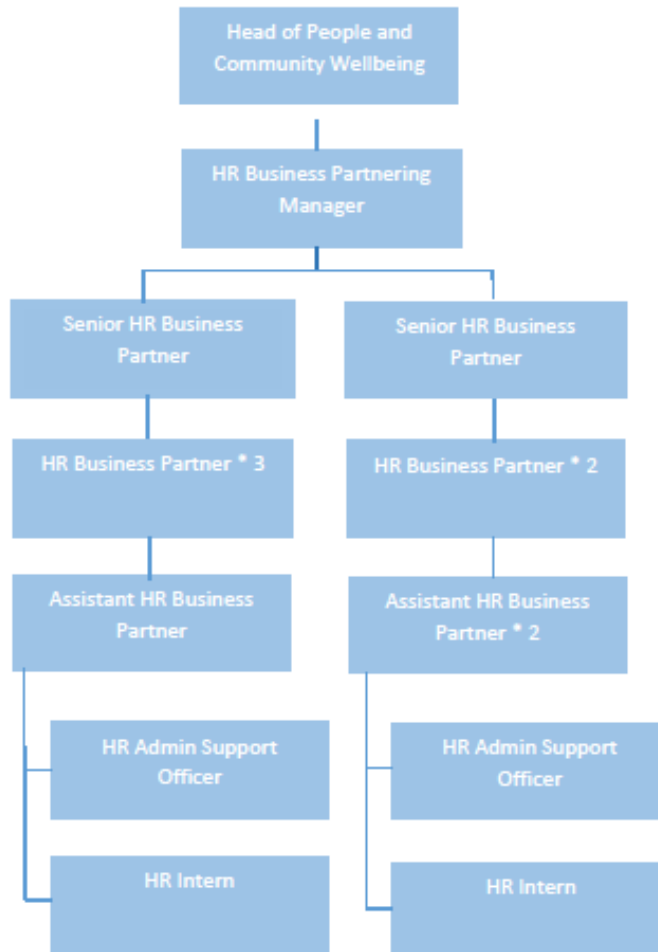 Head of People and
Community Wellbeing
HR Business Partnering
Manager
Senior HR Business
Partner
Senior HR Business
Partner
HR Business Partner * 3
HR Business Partner * 2
Assistant HR Business
Partner
Assistant HR Business
Partner * 2
HR Admin Support
Officer
HR Admin Support
Officer
HR Intern
HR Intern